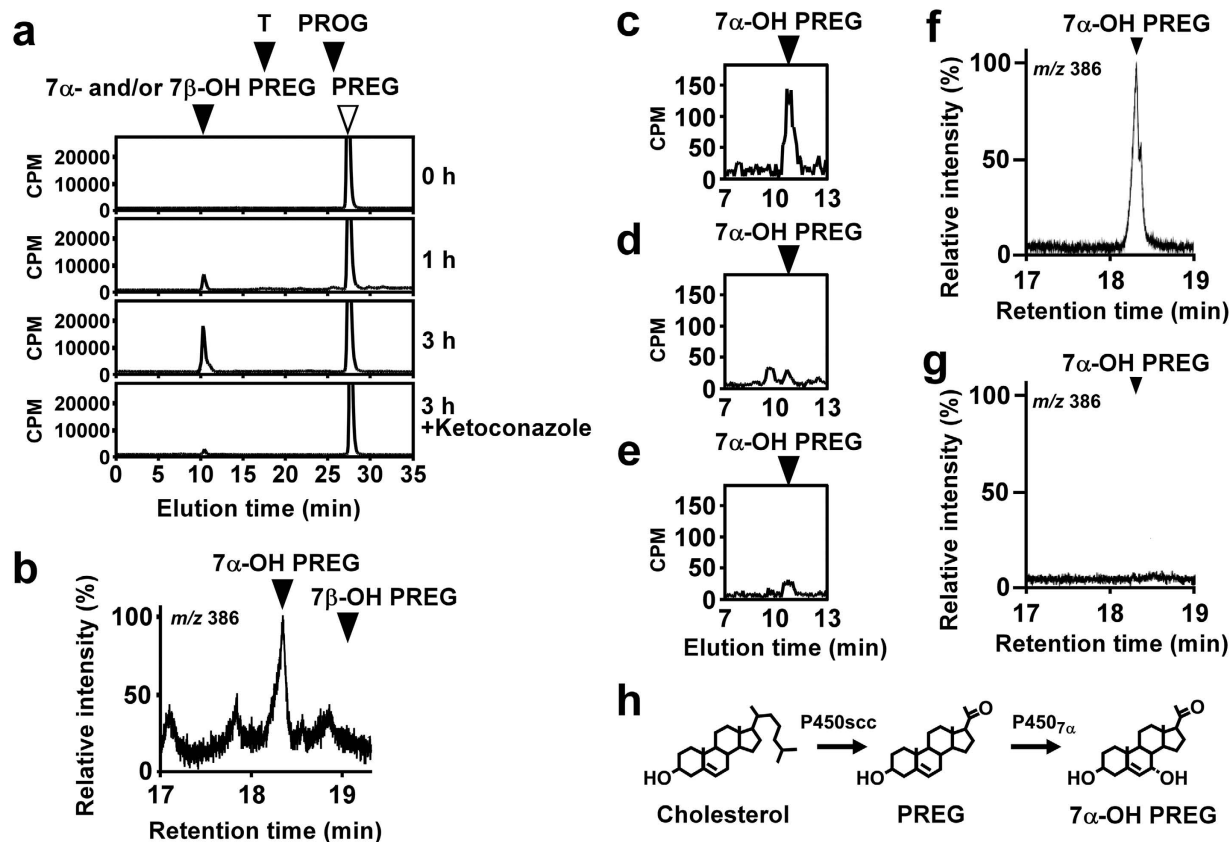 a
T PROG
7α- and/or 7β-OH PREG PREG
CPM
20000
10000
0
0 h
CPM
20000
10000
0
1 h
CPM
20000
10000
0
3 h
CPM
20000
10000
0
3 h
+Ketoconazole
0 5 10 15 20 25 30 35
Elution time (min)
b
7α-OH PREG
7β-OH PREG
Relative intensity (%)
m/z 386
100
50
0
17 18 19
Retention time (min)
c
7α-OH PREG
CPM
150
100
50
0
7 10 13
d
7α-OH PREG
CPM
150
100
50
0
7 10 13
e
7α-OH PREG
CPM
150
100
50
0
7 10 13
Elution time (min)
f
7α-OH PREG
Relative intensity (%)
m/z 386
100
50
0
17 18 19
Retention time (min)
g
7α-OH PREG
Relative intensity (%)
m/z 386
100
50
0
17 18 19
Retention time (min)
h
P450scc
P4507α
O
O
HO
HO
HO
OH
Cholesterol
PREG
7α-OH PREG